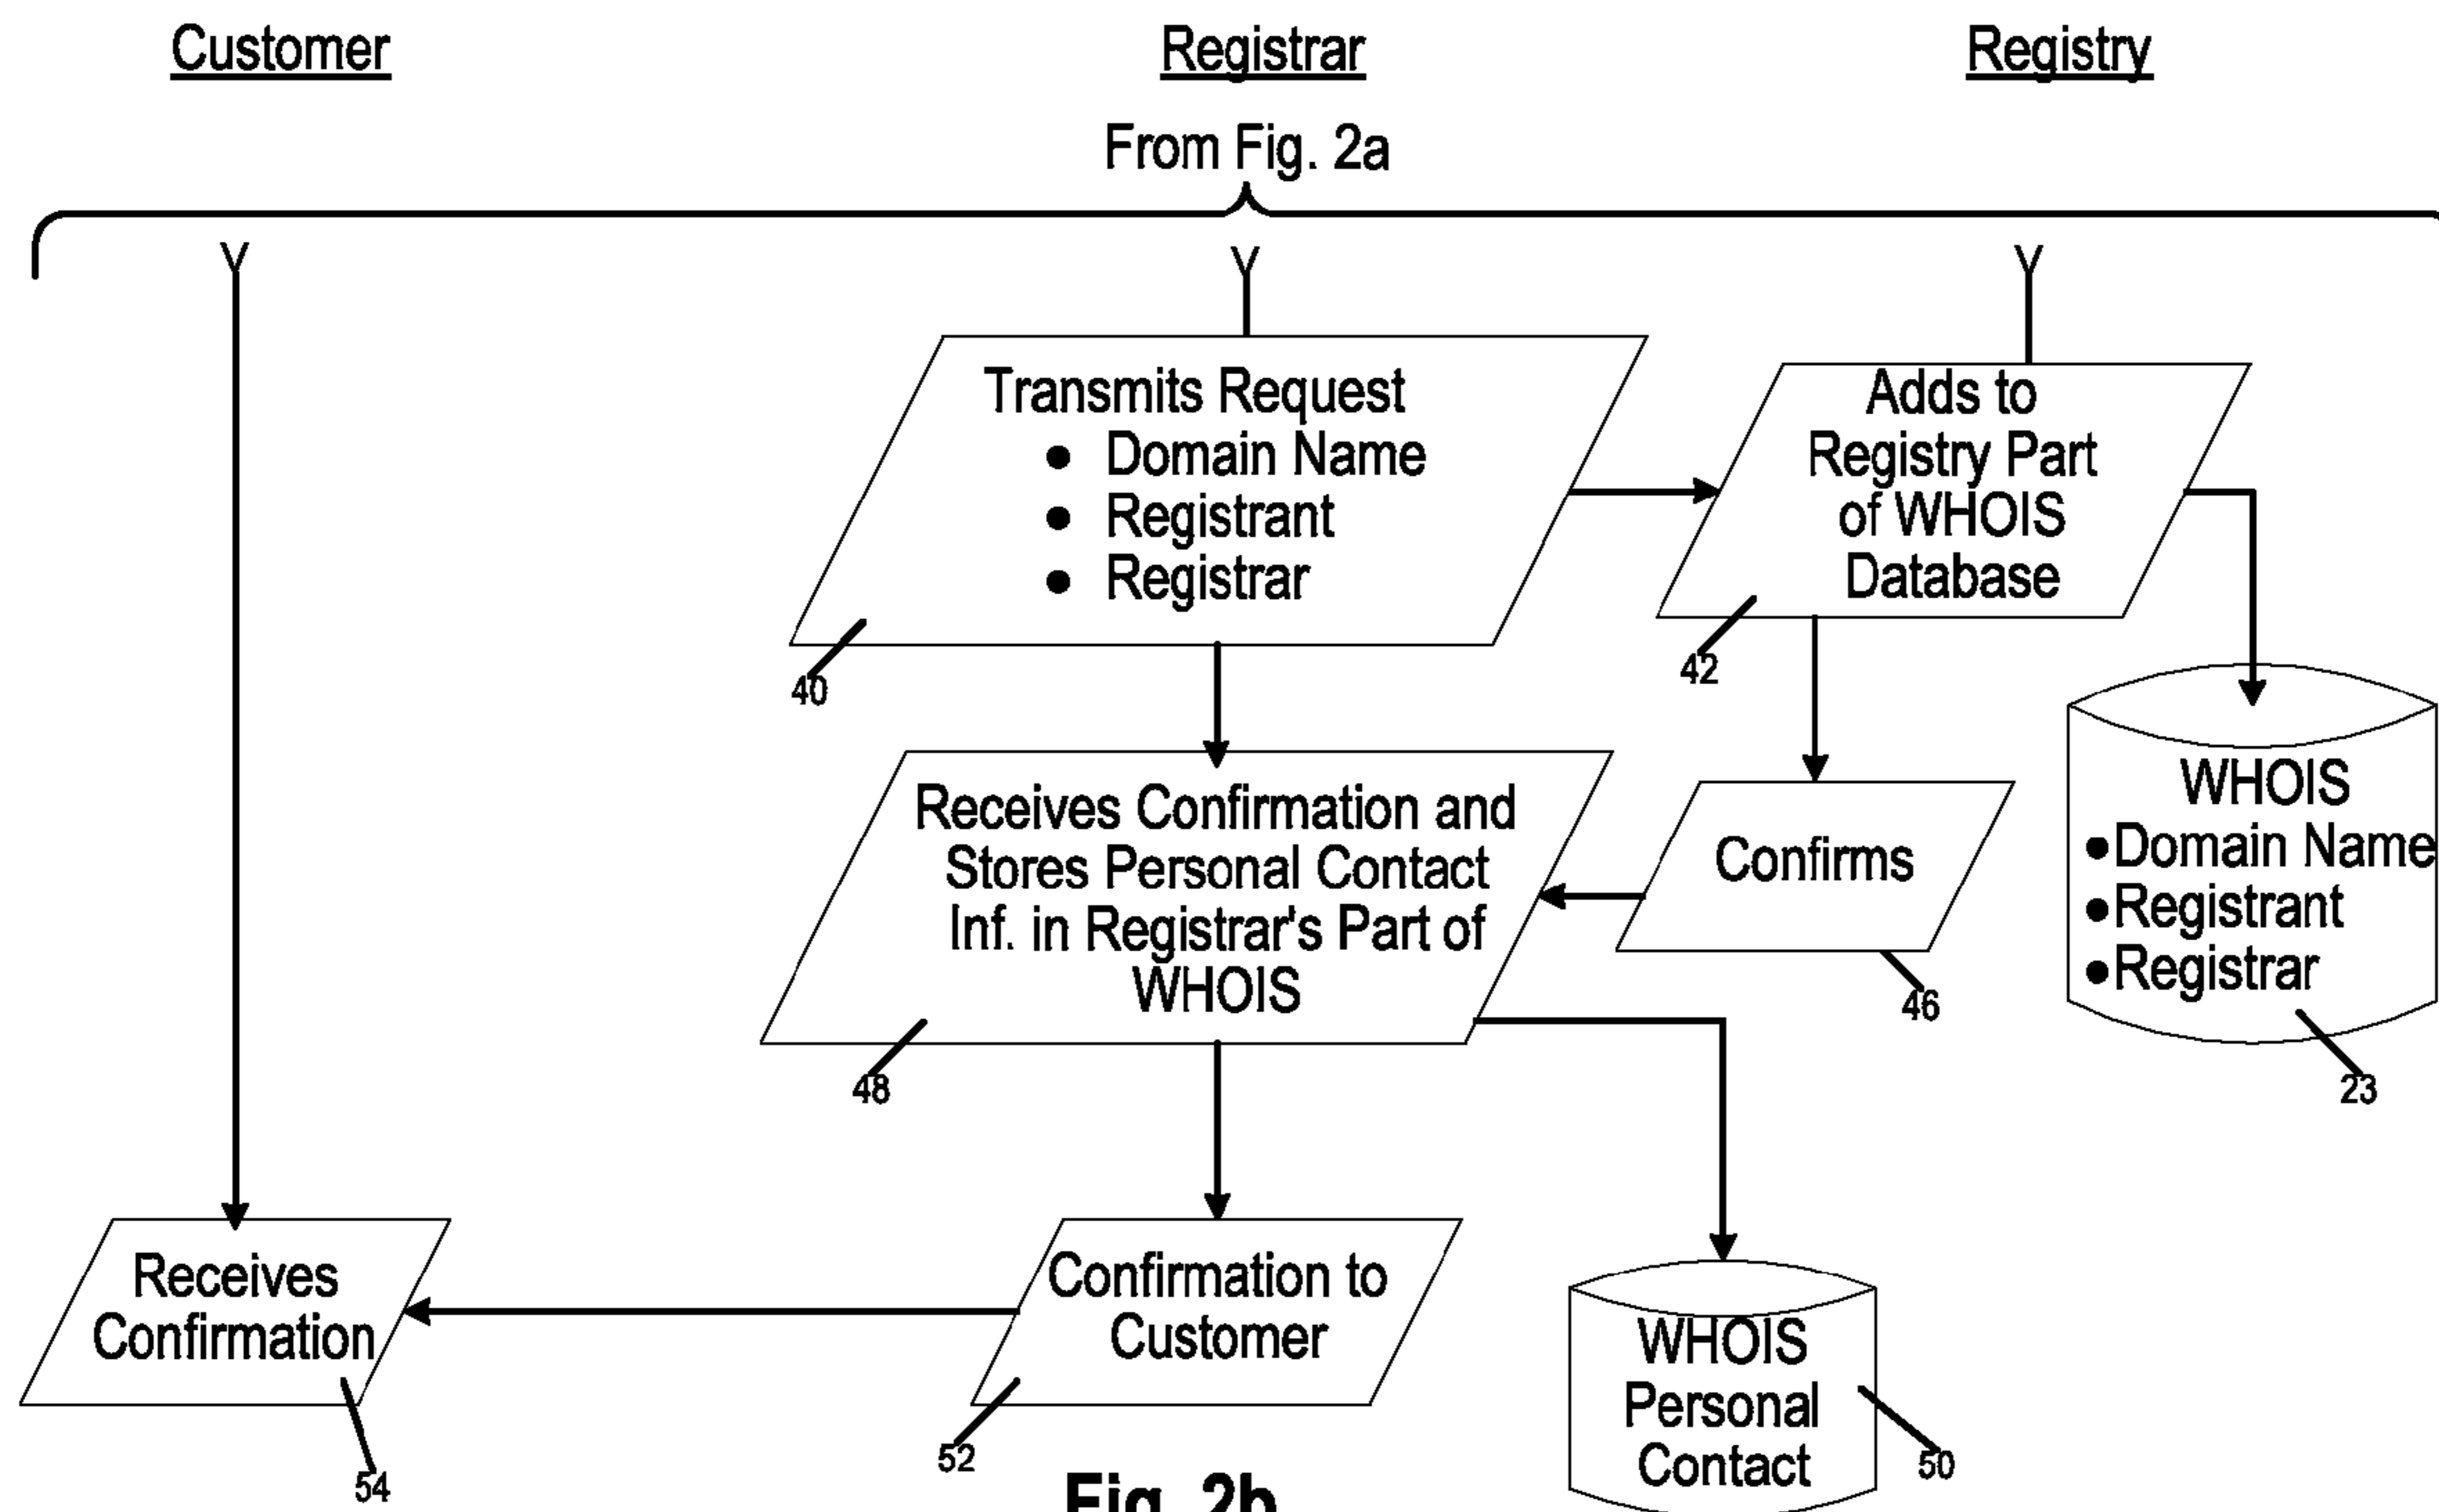 Customer
Registrar
Registry
From Fig. 2a
Transmits Request
● Domain Name
● Registrant
● Registrar
40
Adds to
Registry Part
of WHOIS
Database
42
WHOIS
●Domain Name
●Registrant
●Registrar
23
Confirms
46
Receives Confirmation and
Stores Personal Contact
Inf. in Registrar's Part of
WHOIS
48
Receives
Confirmation
54
Confirmation to
Customer
52
WHOIS
Personal
Contact
50
Fig. 2b